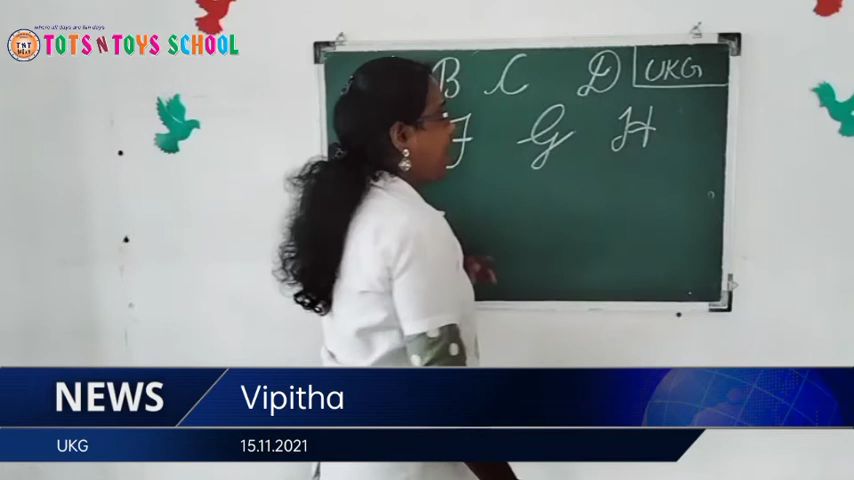 where all days are fun days
TOTS N TOYS SCHOOL
TNT
B C D UKG
F G H
NEWS Vipitha
UKG 15.11.2021